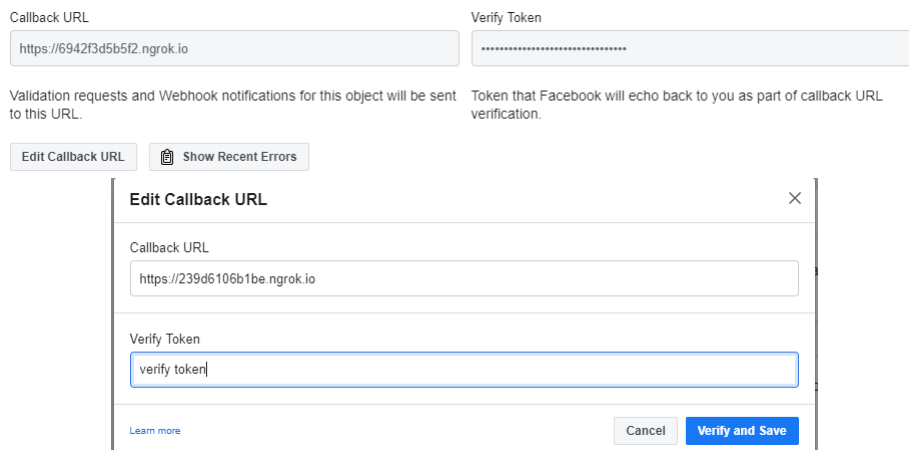 Callback URL
Verify Token
https://6942f3d5b5f2.ngrok.io
••••••••••••••••••••••••••••••••
Validation requests and Webhook notifications for this object will be sent
to this URL.
Token that Facebook will echo back to you as part of callback URL
verification.
Edit Callback URL
Show Recent Errors
Edit Callback URL
Callback URL
https://239d6106b1be.ngrok.io
Verify Token
verify token
Learn more
Cancel
Verify and Save